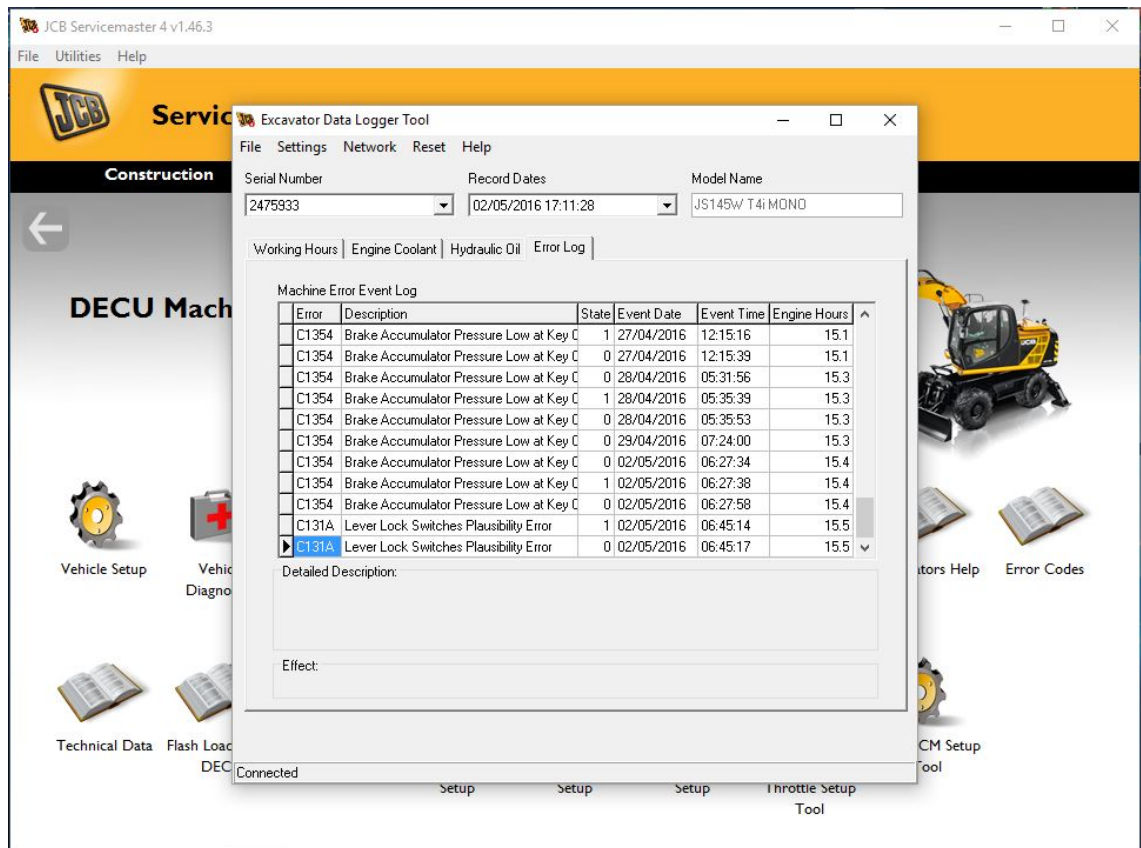 JCB Servicemaster 4 v1.46.3
File Utilities Help
JCB
Servic
Construction
DECU Mach
Excavator Data Logger Tool
File Settings Network Reset Help
Serial Number Record Dates Model Name
2475933 02/05/2016 17:11:28 JS145W T4i MONO
Working Hours Engine Coolant Hydraulic Oil Error Log
Machine Error Event Log
Error Description State Event Date Event Time Engine Hours
C1354 Brake Accumulator Pressure Low at Key 1 27/04/2016 12:15:16 15.1
C1354 Brake Accumulator Pressure Low at Key 0 27/04/2016 12:15:39 15.1
C1354 Brake Accumulator Pressure Low at Key 0 28/04/2016 05:31:56 15.3
C1354 Brake Accumulator Pressure Low at Key 1 28/04/2016 05:35:39 15.3
C1354 Brake Accumulator Pressure Low at Key 0 28/04/2016 05:35:53 15.3
C1354 Brake Accumulator Pressure Low at Key 0 29/04/2016 07:24:00 15.3
C1354 Brake Accumulator Pressure Low at Key 0 02/05/2016 06:27:34 15.4
C1354 Brake Accumulator Pressure Low at Key 1 02/05/2016 06:27:38 15.4
C1354 Brake Accumulator Pressure Low at Key 0 02/05/2016 06:27:58 15.4
C131A Lever Lock Switches Plausibility Error 1 02/05/2016 06:45:14 15.5
C131A Lever Lock Switches Plausibility Error 0 02/05/2016 06:45:17 15.5
Detailed Description:
Effect:
Connected
Vehicle Setup Vehic
Diagno
ators Help Error Codes
Technical Data Flash Load
DEC
CM Setup
Tool
Setup Setup Setup Throttle Setup
Tool